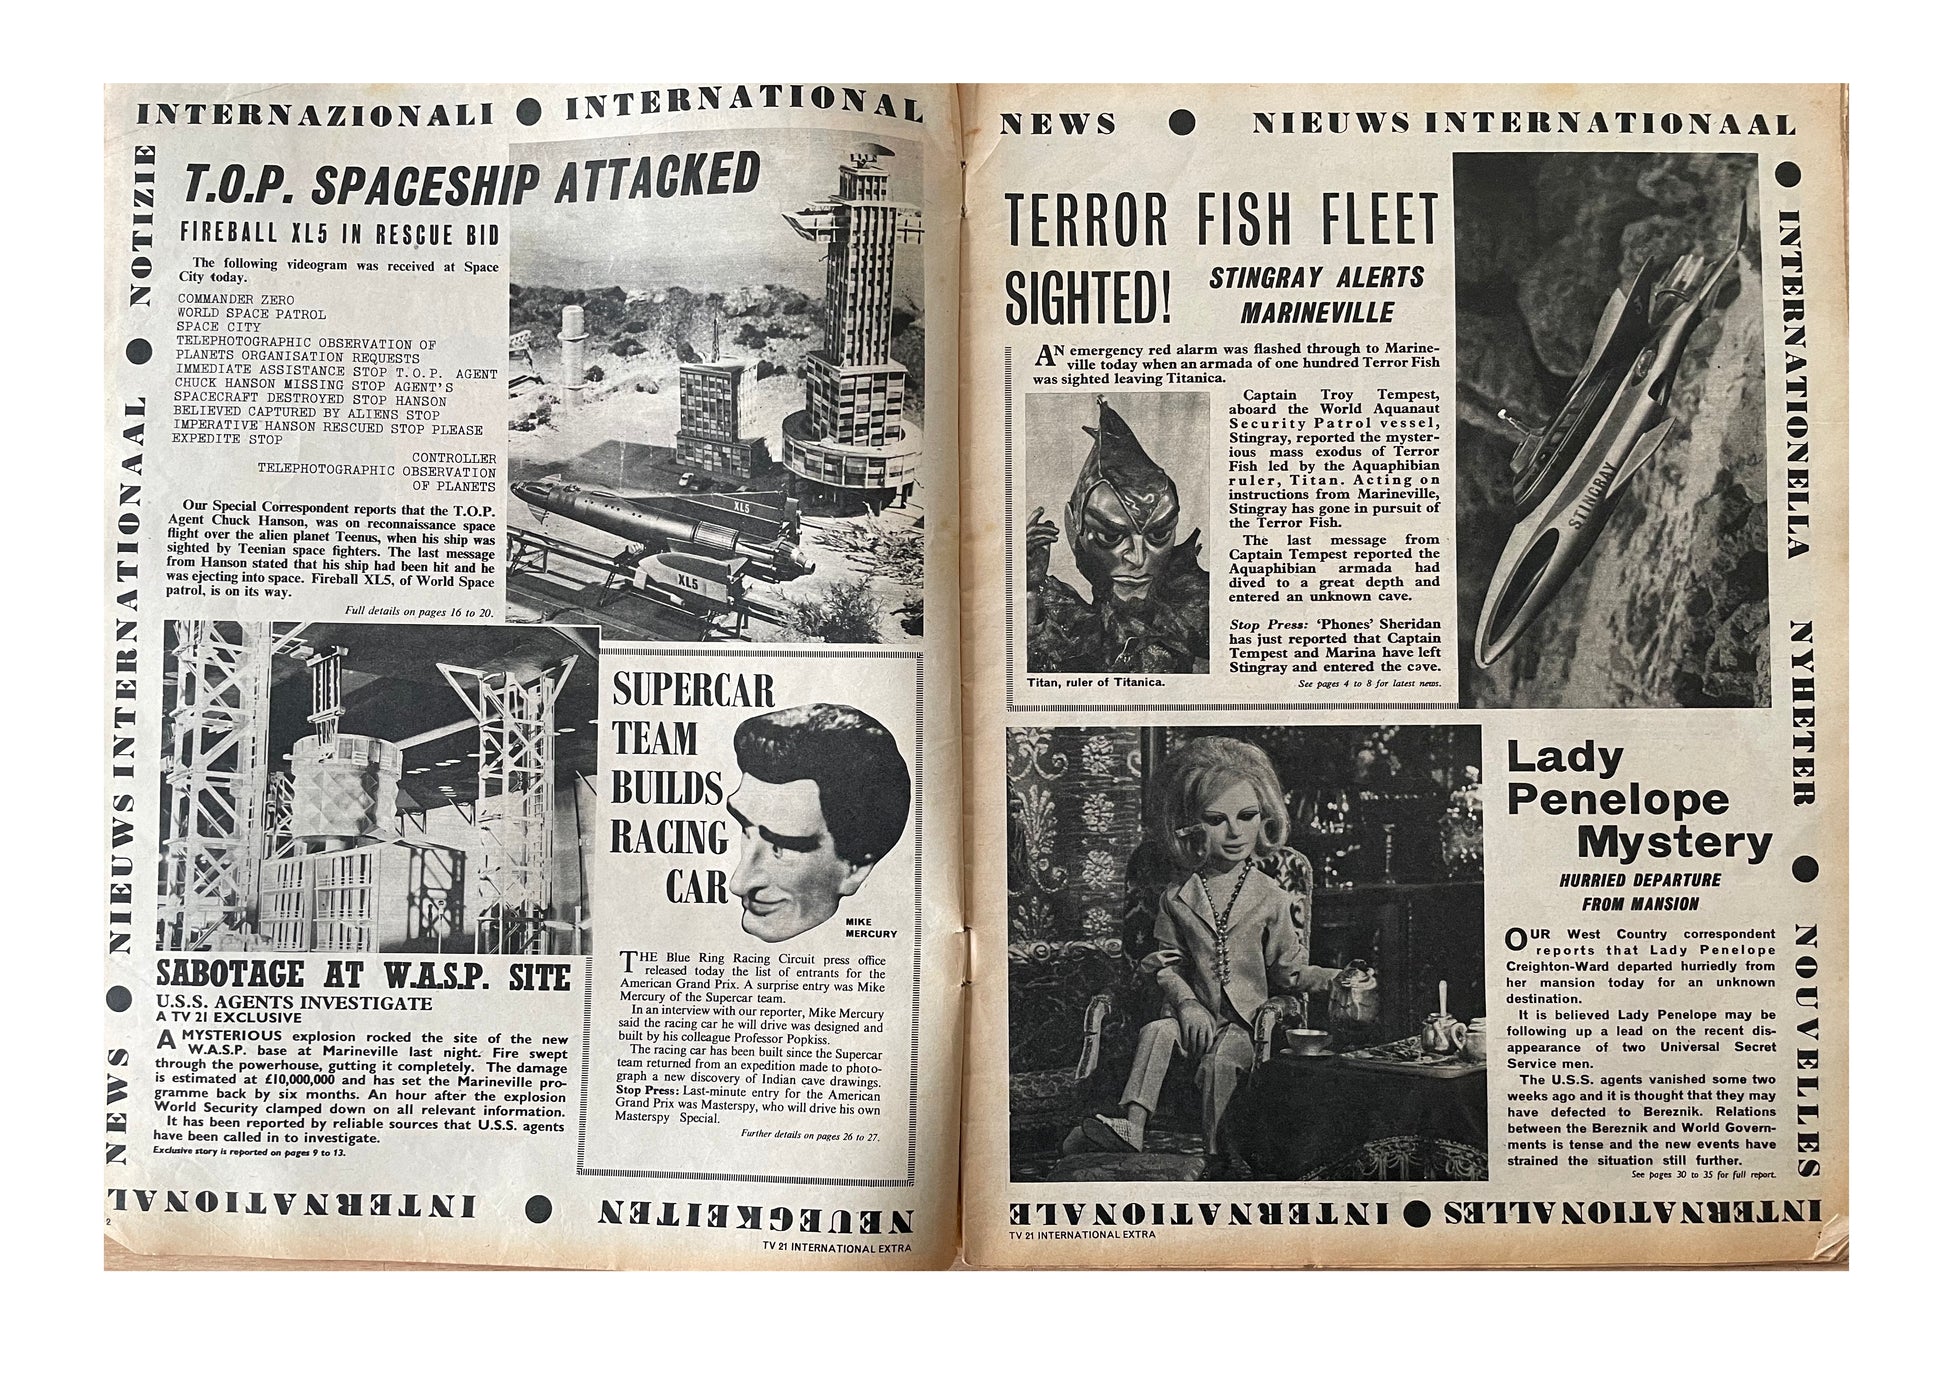 INTERNAZIONALI ● INTERNATIONAL
NOTIZIE
NIEUWS INTERNATIONAAL
NEWS
T.O.P. SPACESHIP ATTACKED
FIREBALL XL5 IN RESCUE BID
The following videogram was received at Space
City today.
COMMANDER ZERO
WORLD SPACE PATROL
SPACE CITY
TELEPHOTOGRAPHIC OBSERVATION OF
PLANETS ORGANISATION REQUESTS
IMMEDIATE ASSISTANCE STOP T.O.P. AGENT
CHUCK HANSON MISSING STOP AGENT'S
SPACECRAFT DESTROYED STOP HANSON
BELIEVED CAPTURED BY ALIENS STOP
IMPERATIVE HANSON RESCUED STOP PLEASE
EXPEDITE STOP
CONTROLLER
TELEPHOTOGRAPHIC OBSERVATION
OF PLANETS
Our Special Correspondent reports that the T.O.P.
Agent Chuck Hanson, was on reconnaissance space
flight over the alien planet Teenus, when his ship was
sighted by Teenian space fighters. The last message
from Hanson stated that his ship had been hit and he
was ejecting into space. Fireball XL5, of World Space
patrol, is on its way.
Full details on pages 16 to 20.
XL5
XL5
SABOTAGE AT W.A.S.P. SITE
U.S.S. AGENTS INVESTIGATE
A TV 21 EXCLUSIVE
A MYSTERIOUS explosion rocked the site of the new
W.A.S.P. base at Marineville last night. Fire swept
through the powerhouse, gutting it completely. The damage
is estimated at £10,000,000 and has set the Marineville pro-
gramme back by six months. An hour after the explosion
World Security clamped down on all relevant information.
It has been reported by reliable sources that U.S.S. agents
have been called in to investigate.
Exclusive story is reported on pages 9 to 13.
SUPERCAR
TEAM
BUILDS
RACING
CAR
MIKE
MERCURY
THE Blue Ring Racing Circuit press office
released today the list of entrants for the
American Grand Prix. A surprise entry was Mike
Mercury of the Supercar team.
In an interview with our reporter, Mike Mercury
said the racing car he will drive was designed and
built by his colleague Professor Popkiss.
The racing car has been built since the Supercar
team returned from an expedition made to photo-
graph a new discovery of Indian cave drawings.
Stop Press: Last-minute entry for the American
Grand Prix was Masterspy, who will drive his own
Masterspy Special.
Further details on pages 26 to 27.
INTERNATIONAL ● NEUEGKEITEN
2
TV 21 INTERNATIONAL EXTRA
NEWS ● NIEUWS INTERNATIONAAL
TERROR FISH FLEET
SIGHTED!
STINGRAY ALERTS
MARINEVILLE
AN emergency red alarm was flashed through to Marine-
ville today when an armada of one hundred Terror Fish
was sighted leaving Titanica.
Captain Troy Tempest,
aboard the World Aquanaut
Security Patrol vessel,
Stingray, reported the myster-
ious mass exodus of Terror
Fish led by the Aquaphibian
ruler, Titan. Acting on
instructions from Marineville,
Stingray has gone in pursuit of
the Terror Fish.
The last message from
Captain Tempest reported the
Aquaphibian armada had
dived to a great depth and
entered an unknown cave.
Stop Press: ‘Phones’ Sheridan
has just reported that Captain
Tempest and Marina have left
Stingray and entered the cave.
See pages 4 to 8 for latest news.
Titan, ruler of Titanica.
STINGRAY
INTERNATIONELLA
NYHETER
NOUVELLES
Lady
Penelope
Mystery
HURRIED DEPARTURE
FROM MANSION
OUR West Country correspondent
reports that Lady Penelope
Creighton-Ward departed hurriedly from
her mansion today for an unknown
destination.
It is believed Lady Penelope may be
following up a lead on the recent dis-
appearance of two Universal Secret
Service men.
The U.S.S. agents vanished some two
weeks ago and it is thought that they may
have defected to Bereznik. Relations
between the Bereznik and World Govern-
ments is tense and the new events have
strained the situation still further.
See pages 30 to 35 for full report.
INTERNATIONALE ● INTERNATIONALLES
TV 21 INTERNATIONAL EXTRA